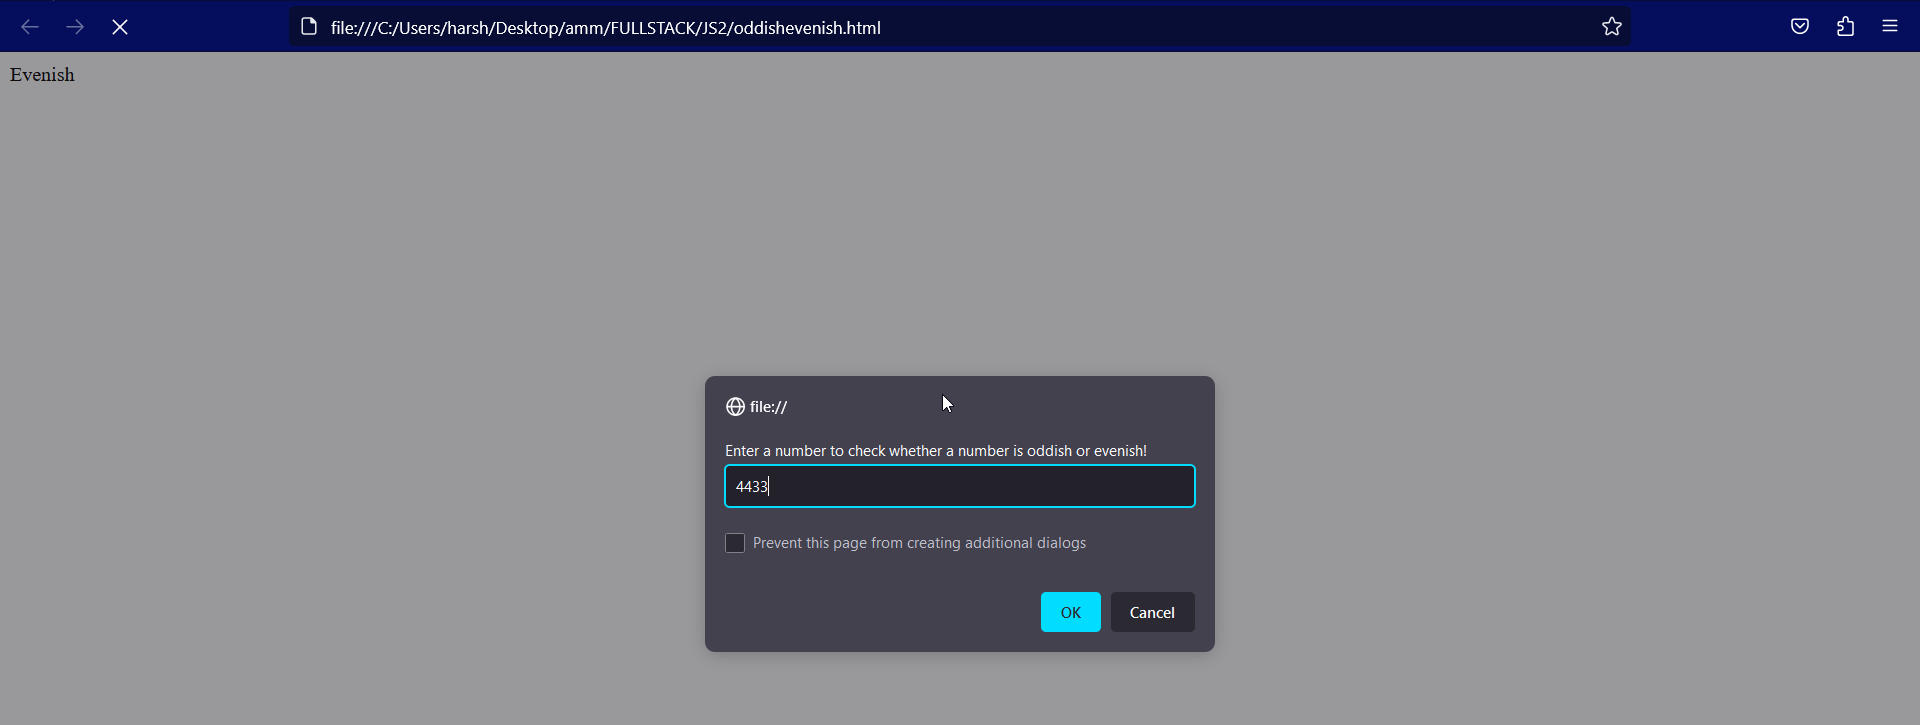 file:///C:/Users/harsh/Desktop/amm/FULLSTACK/JS2/oddishevenish.html
Evenish
file://
Enter a number to check whether a number is oddish or evenish!
4433
Prevent this page from creating additional dialogs
OK Cancel